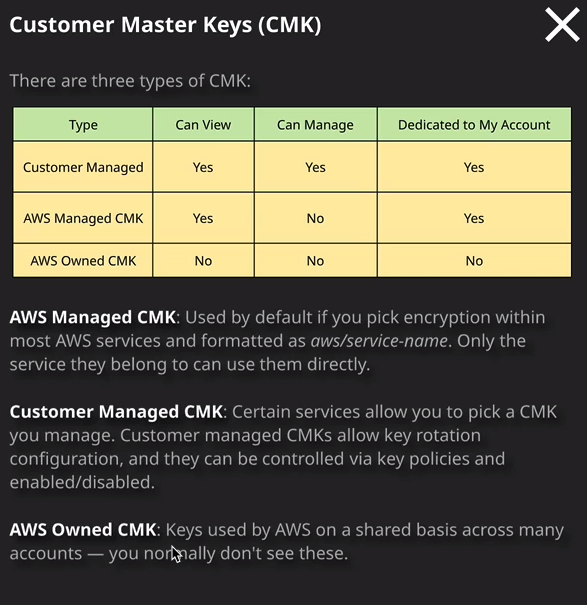 Customer Master Keys (CMK)
There are three types of CMK:
Type Can View Can Manage Dedicated to My Account
Customer Managed Yes Yes Yes
AWS Managed CMK Yes No Yes
AWS Owned CMK No No No
AWS Managed CMK: Used by default if you pick encryption within
most AWS services and formatted as aws/service-name. Only the
service they belong to can use them directly.
Customer Managed CMK: Certain services allow you to pick a CMK
you manage. Customer managed CMKs allow key rotation
configuration, and they can be controlled via key policies and
enabled/disabled.
AWS Owned CMK: Keys used by AWS on a shared basis across many
accounts — you normally don't see these.